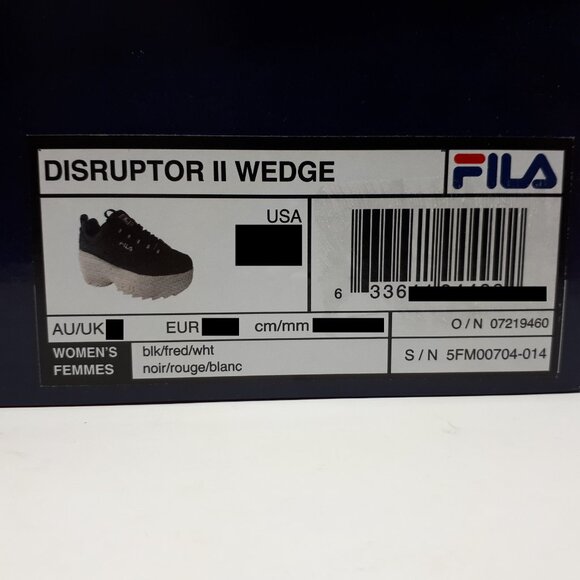 DISRUPTOR II WEDGE
FILA
USA
FILA
6 336
AU/UK EUR cm/mm
O / N 07219460
WOMEN'S
FEMMES
blk/fred/wht
noir/rouge/blanc
S / N 5FM00704-014